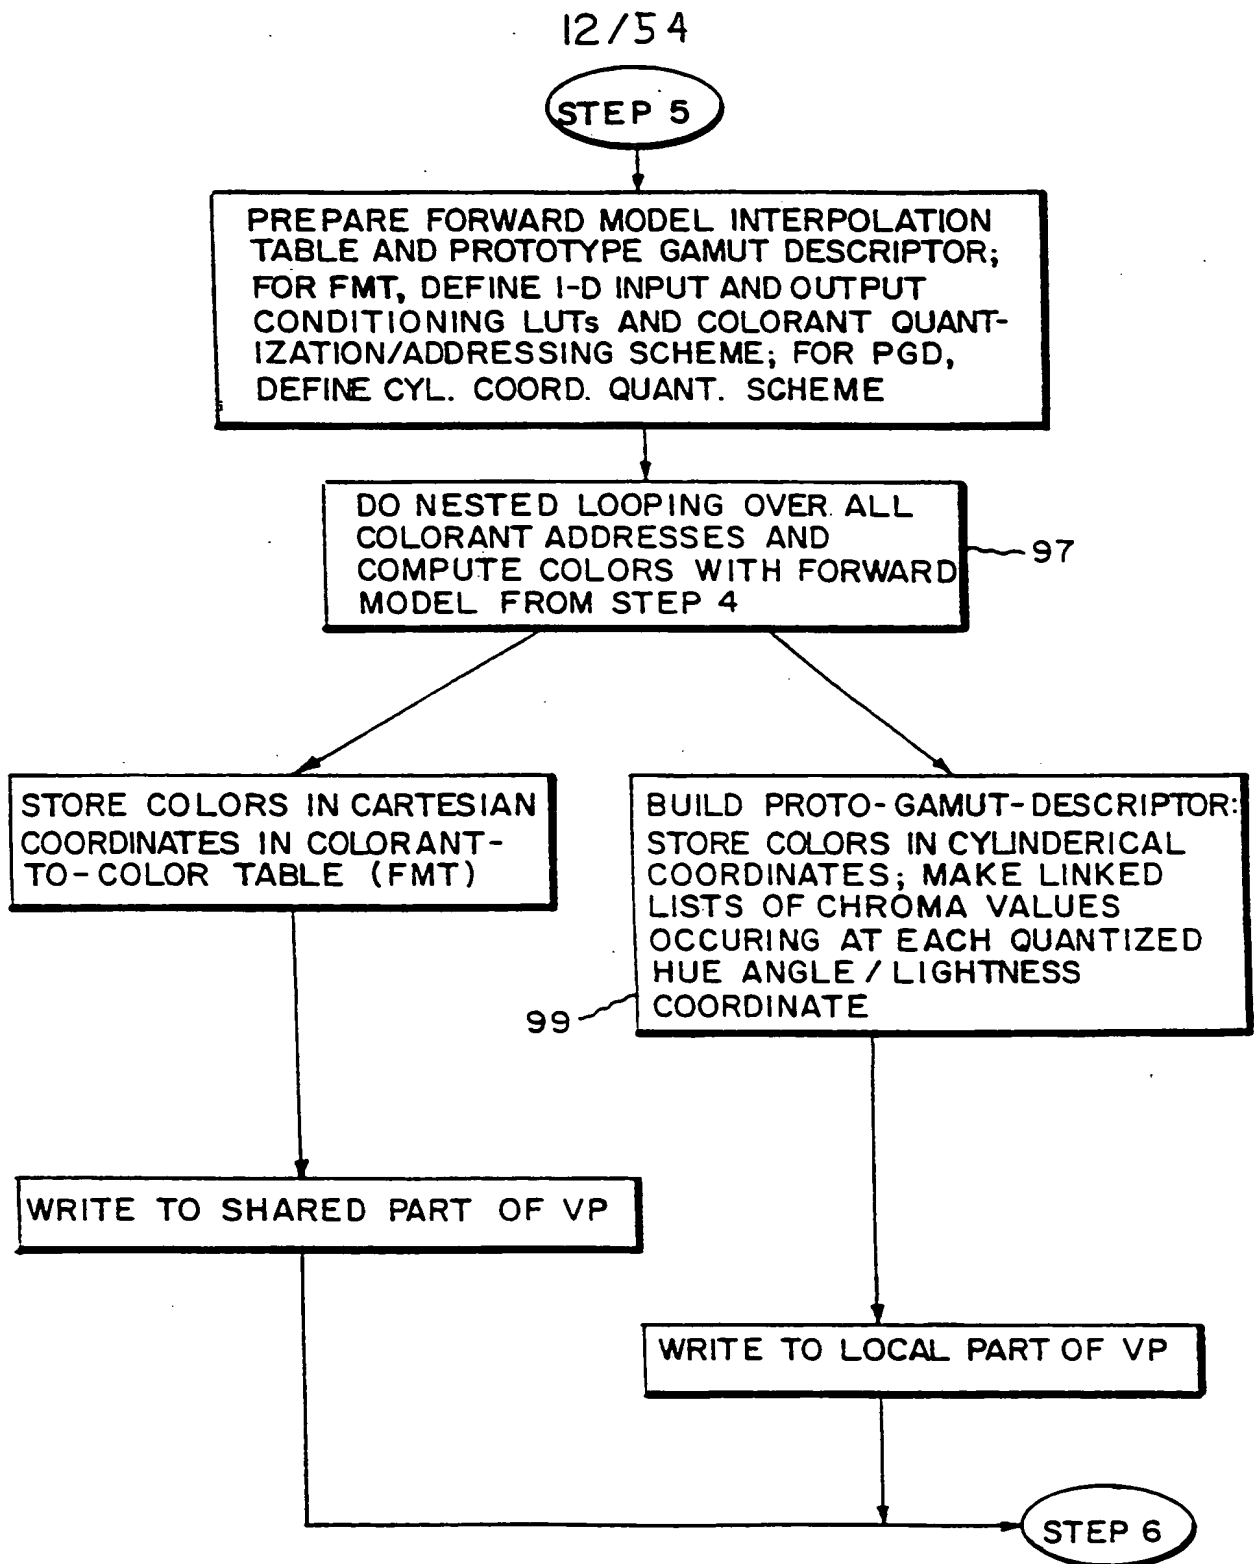 12/54
STEP 5
PREPARE FORWARD MODEL INTERPOLATION
TABLE AND PROTOTYPE GAMUT DESCRIPTOR;
FOR FMT, DEFINE 1-D INPUT AND OUTPUT
CONDITIONING LUTs AND COLORANT QUANT-
IZATION/ADDRESSING SCHEME; FOR PGD,
DEFINE CYL. COORD. QUANT. SCHEME
DO NESTED LOOPING OVER ALL
COLORANT ADDRESSES AND
COMPUTE COLORS WITH FORWARD
MODEL FROM STEP 4
97
STORE COLORS IN CARTESIAN
COORDINATES IN COLORANT-
TO-COLOR TABLE (FMT)
BUILD PROTO-GAMUT-DESCRIPTOR:
STORE COLORS IN CYLINDERICAL
COORDINATES; MAKE LINKED
LISTS OF CHROMA VALUES
OCCURING AT EACH QUANTIZED
HUE ANGLE / LIGHTNESS
COORDINATE
99
WRITE TO SHARED PART OF VP
WRITE TO LOCAL PART OF VP
STEP 6